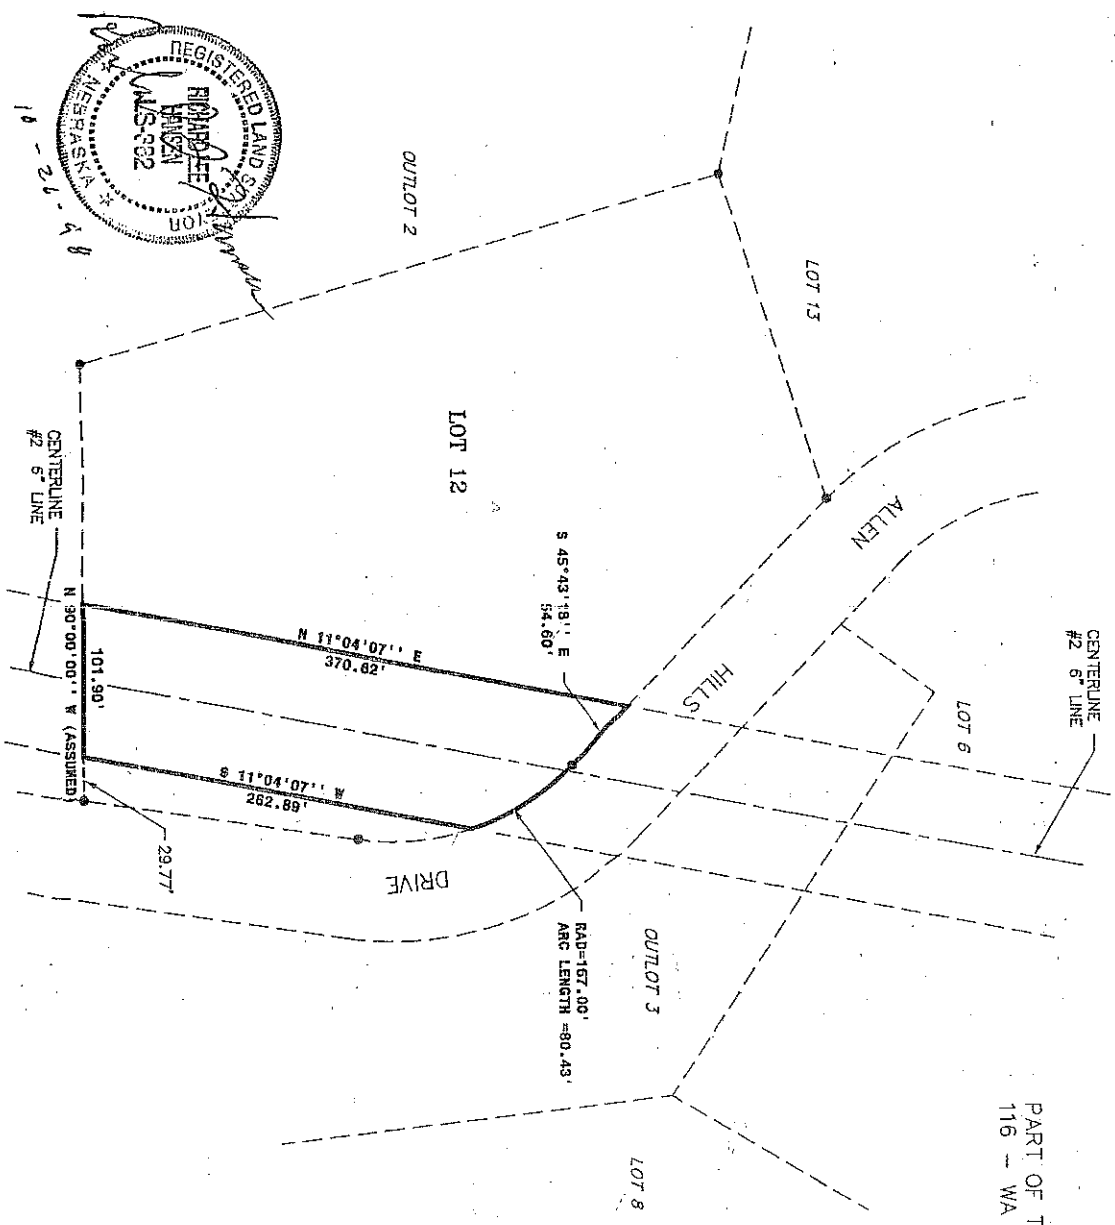 PART OF T
116 - WA
CENTERLINE
#2 6" LINE
LOT 13
LOT 6
ALLEN
HILLS
DRIVE
OUTLOT 2
OUTLOT 3
LOT 8
LOT 12
S 45°43'18'' E
54.60'
N 11°04'07'' E
370.62'
S 11°04'07'' W
262.89'
RAD=167.00'
ARC LENGTH =80.43'
101.90'
N 90°00'00'' W (ASSUMED)
29.77'
CENTERLINE
#2 6" LINE
REGISTERED LAND
NEBRASKA
RICHARD LEE
HANSEN